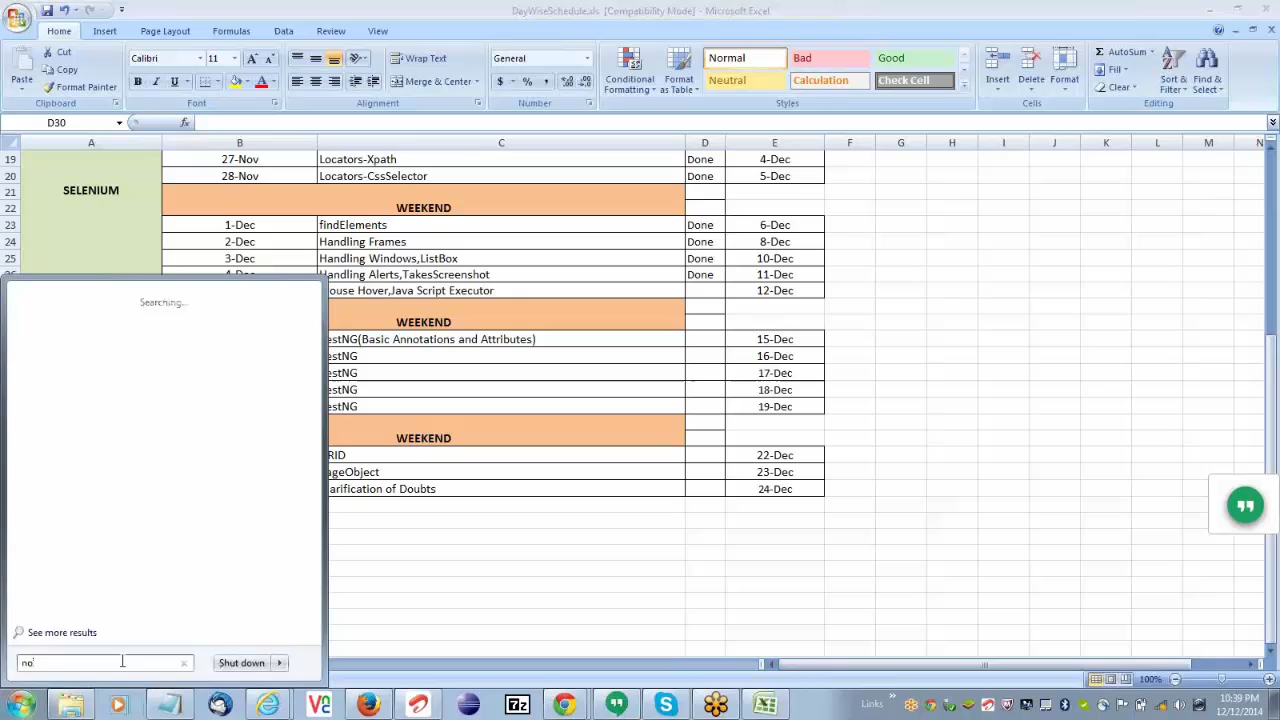 DayWiseSchedule.xls [Compatibility Mode] - Microsoft Excel
Home Insert Page Layout Formulas Data Review View
Paste
Cut
Copy
Format Painter
Clipboard
Calibri 11
B I U
Font
Wrap Text
Merge & Center
Alignment
General
Number
Conditional Formatting
Format as Table
Normal Bad Good
Neutral Calculation Check Cell
Styles
Insert Delete Format
Cells
AutoSum
Fill
Clear
Sort & Filter
Find & Select
Editing
D30
A B C D E F G H I J K L M N
19 27-Nov Locators-Xpath Done 4-Dec
20 SELENIUM 28-Nov Locators-CssSelector Done 5-Dec
21
22 WEEKEND
23 1-Dec findElements Done 6-Dec
24 2-Dec Handling Frames Done 8-Dec
25 3-Dec Handling Windows,ListBox Done 10-Dec
Handling Alerts,TakesScreenshot Done 11-Dec
ouse Hover,Java Script Executor 12-Dec
WEEKEND
estNG(Basic Annotations and Attributes) 15-Dec
estNG 16-Dec
estNG 17-Dec
estNG 18-Dec
estNG 19-Dec
WEEKEND
RID 22-Dec
ageObject 23-Dec
arification of Doubts 24-Dec
Searching...
See more results
no
Shut down
100%
Links
10:39 PM
12/12/2014